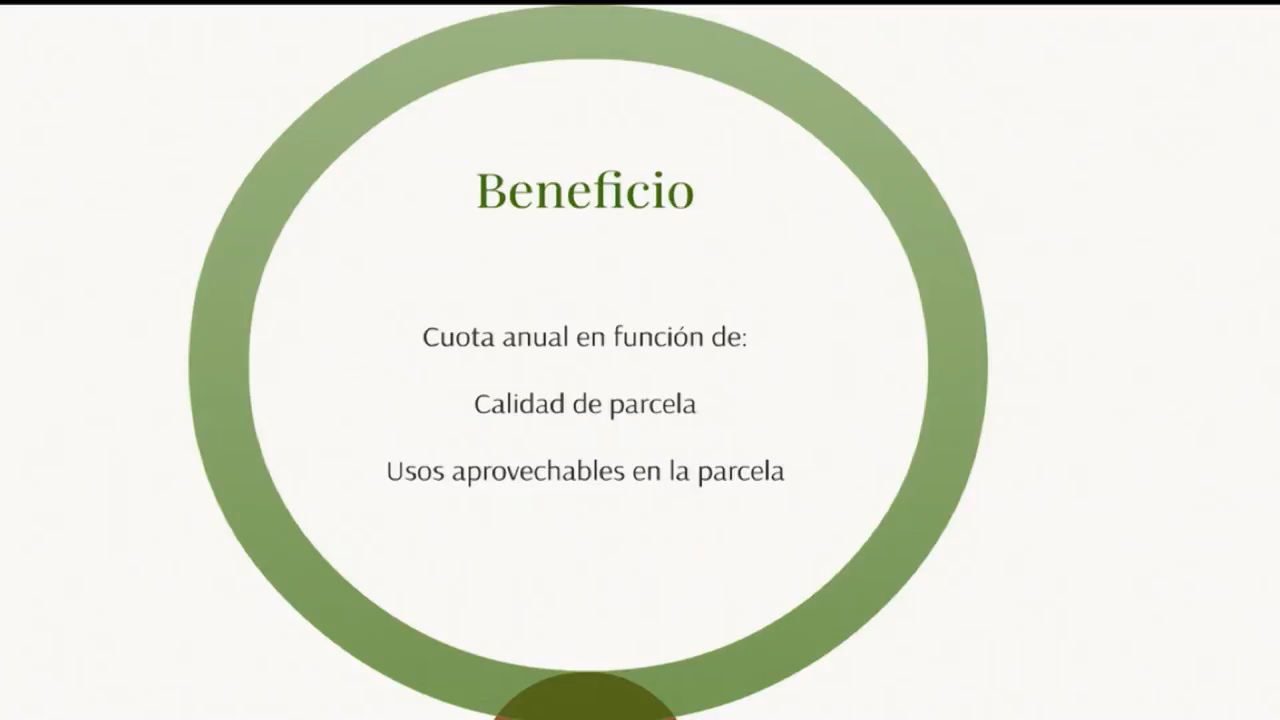 Beneficio
Cuota anual en función de:
Calidad de parcela
Usos aprovechables en la parcela